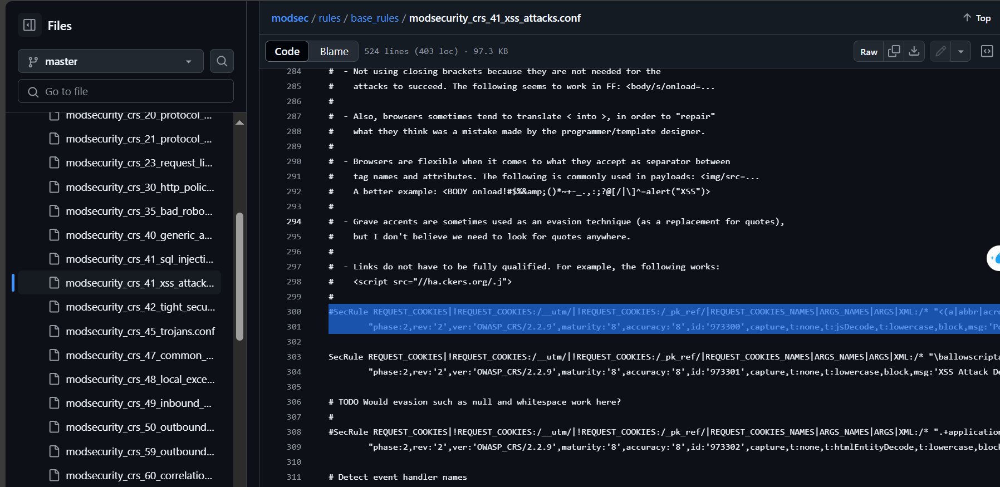 Files
master
Go to file
modsecurity_crs_20_protocol_...
modsecurity_crs_21_protocol_...
modsecurity_crs_23_request_li...
modsecurity_crs_30_http_polic...
modsecurity_crs_35_bad_robo...
modsecurity_crs_40_generic_a...
modsecurity_crs_41_sql_injecti...
modsecurity_crs_41_xss_attack...
modsecurity_crs_42_tight_secu...
modsecurity_crs_45_trojans.conf
modsecurity_crs_47_common_...
modsecurity_crs_48_local_exce...
modsecurity_crs_49_inbound_...
modsecurity_crs_50_outbound...
modsecurity_crs_59_outbound...
modsecurity_crs_60_correlatio...
modsec / rules / base_rules / modsecurity_crs_41_xss_attacks.conf
Top
Code Blame 524 lines (403 loc) · 97.3 KB
Raw
284 #  - Not using closing brackets because they are not needed for the
285 #    attacks to succeed. The following seems to work in FF: <body/s/onload=...
286 #
287 #  - Also, browsers sometimes tend to translate < into >, in order to "repair"
288 #    what they think was a mistake made by the programmer/template designer.
289 #
290 #  - Browsers are flexible when it comes to what they accept as separator between
291 #    tag names and attributes. The following is commonly used in payloads: <img/src=...
292 #    A better example: <BODY onload!#$%&amp;()*~+-_.,:;?@[/|\]^=alert("XSS")>
293 #
294 #  - Grave accents are sometimes used as an evasion technique (as a replacement for quotes),
295 #    but I don't believe we need to look for quotes anywhere.
296 #
297 #  - Links do not have to be fully qualified. For example, the following works:
298 #    <script src="//ha.ckers.org/.j">
299 #
300 #SecRule REQUEST_COOKIES|!REQUEST_COOKIES:/__utm/|!REQUEST_COOKIES:/_pk_ref/|REQUEST_COOKIES_NAMES|ARGS_NAMES|ARGS|XML:/* "<(a|abbr|acro
301 "phase:2,rev:'2',ver:'OWASP_CRS/2.2.9',maturity:'8',accuracy:'8',id:'973300',capture,t:none,t:jsDecode,t:lowercase,block,msg:'Po
302
303 SecRule REQUEST_COOKIES|!REQUEST_COOKIES:/__utm/|!REQUEST_COOKIES:/_pk_ref/|REQUEST_COOKIES_NAMES|ARGS_NAMES|ARGS|XML:/* "\ballowscripta
304 "phase:2,rev:'2',ver:'OWASP_CRS/2.2.9',maturity:'8',accuracy:'8',id:'973301',capture,t:none,t:lowercase,block,msg:'XSS Attack De
305
306 # TODO Would evasion such as null and whitespace work here?
307 #
308 #SecRule REQUEST_COOKIES|!REQUEST_COOKIES:/__utm/|!REQUEST_COOKIES:/_pk_ref/|REQUEST_COOKIES_NAMES|ARGS_NAMES|ARGS|XML:/* ".+application
309 "phase:2,rev:'2',ver:'OWASP_CRS/2.2.9',maturity:'8',accuracy:'8',id:'973302',capture,t:none,t:htmlEntityDecode,t:lowercase,block
310
311 # Detect event handler names